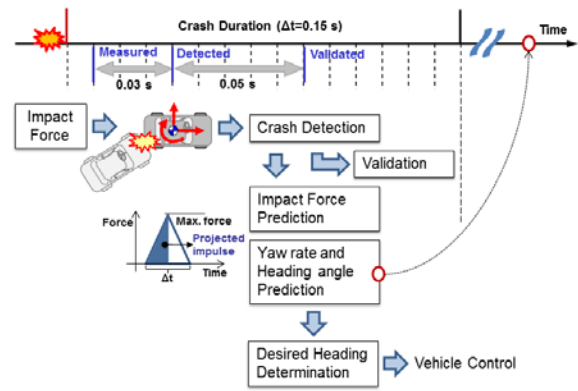 Crash Duration (Δt=0.15 s)
Time
Measured
Detected
Validated
0.03 s
0.05 s
Impact
Force
Crash Detection
Validation
Impact Force
Prediction
Force
Max. force
Projected
impulse
Time
Δt
Yaw rate and
Heading angle
Prediction
Desired Heading
Determination
Vehicle Control